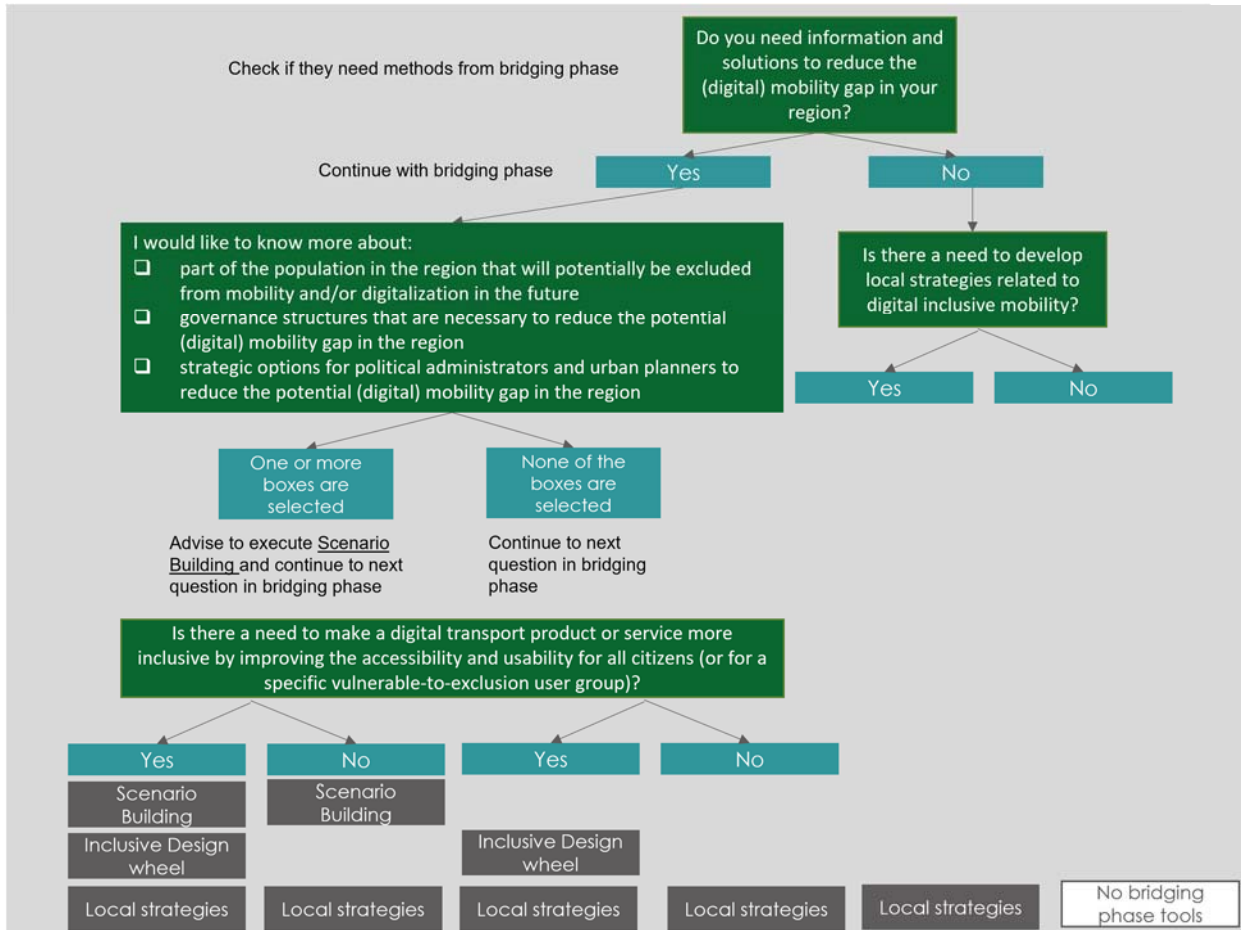 Do you need information and
solutions to reduce the
(digital) mobility gap in your
region?
Check if they need methods from bridging phase
Continue with bridging phase
Yes
No
I would like to know more about:
❑ part of the population in the region that will potentially be excluded
from mobility and/or digitalization in the future
❑ governance structures that are necessary to reduce the potential
(digital) mobility gap in the region
❑ strategic options for political administrators and urban planners to
reduce the potential (digital) mobility gap in the region
Is there a need to develop
local strategies related to
digital inclusive mobility?
Yes
No
One or more
boxes are
selected
None of the
boxes are
selected
Advise to execute Scenario
Building and continue to next
question in bridging phase
Continue to next
question in bridging
phase
Is there a need to make a digital transport product or service more
inclusive by improving the accessibility and usability for all citizens (or for a
specific vulnerable-to-exclusion user group)?
Yes
No
Yes
No
Scenario
Building
Scenario
Building
Inclusive Design
wheel
Inclusive Design
wheel
Local strategies
Local strategies
Local strategies
Local strategies
Local strategies
No bridging
phase tools